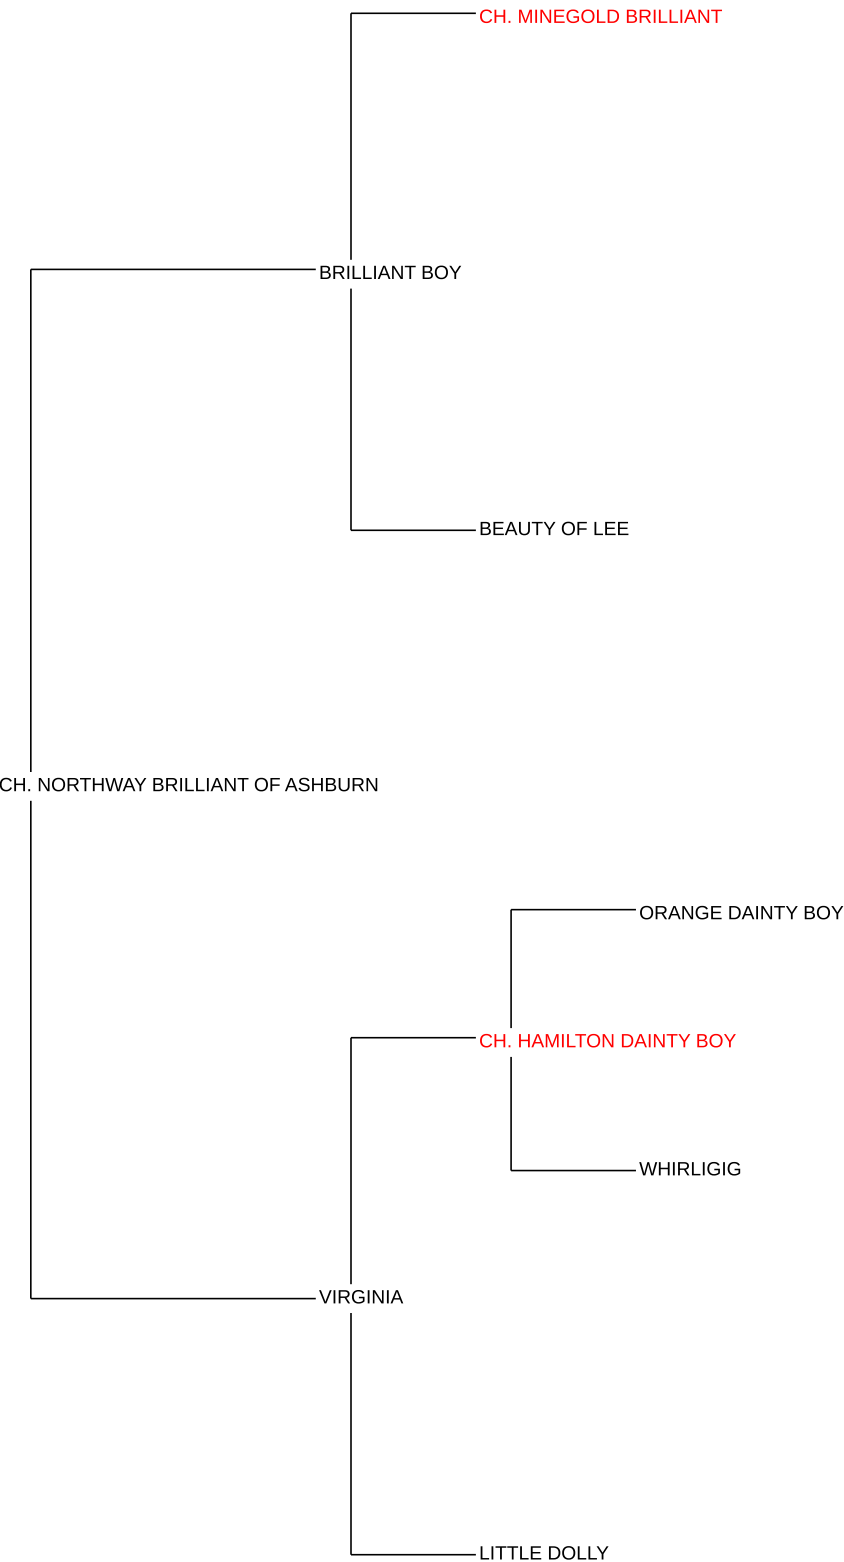 CH. MINEGOLD BRILLIANT
BRILLIANT BOY
BEAUTY OF LEE
CH. NORTHWAY BRILLIANT OF ASHBURN
ORANGE DAINTY BOY
CH. HAMILTON DAINTY BOY
WHIRLIGIG
VIRGINIA
LITTLE DOLLY